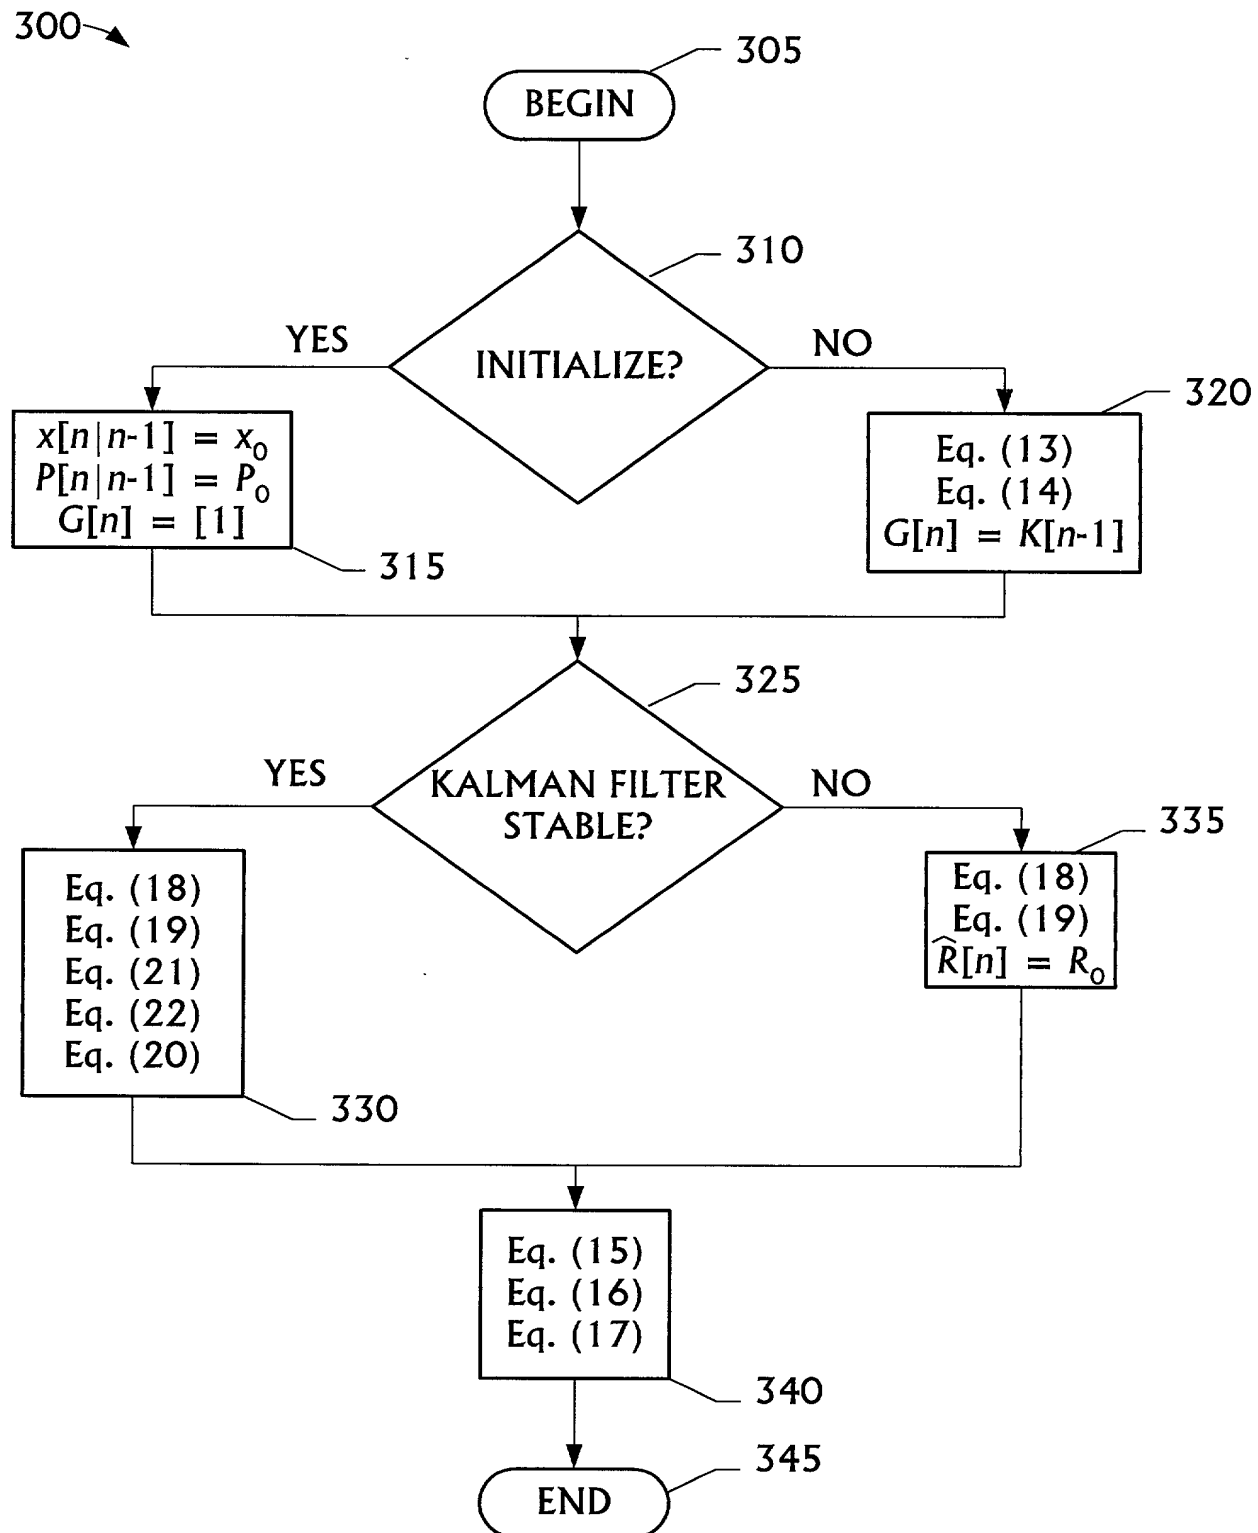 300
305
BEGIN
310
YES
INITIALIZE?
NO
320
x[n|n-1] = x₀
P[n|n-1] = P₀
G[n] = [1]
315
Eq. (13)
Eq. (14)
G[n] = K[n-1]
325
YES
KALMAN FILTER
STABLE?
NO
335
Eq. (18)
Eq. (19)
Eq. (21)
Eq. (22)
Eq. (20)
330
Eq. (18)
Eq. (19)
R̂[n] = R₀
Eq. (15)
Eq. (16)
Eq. (17)
340
345
END